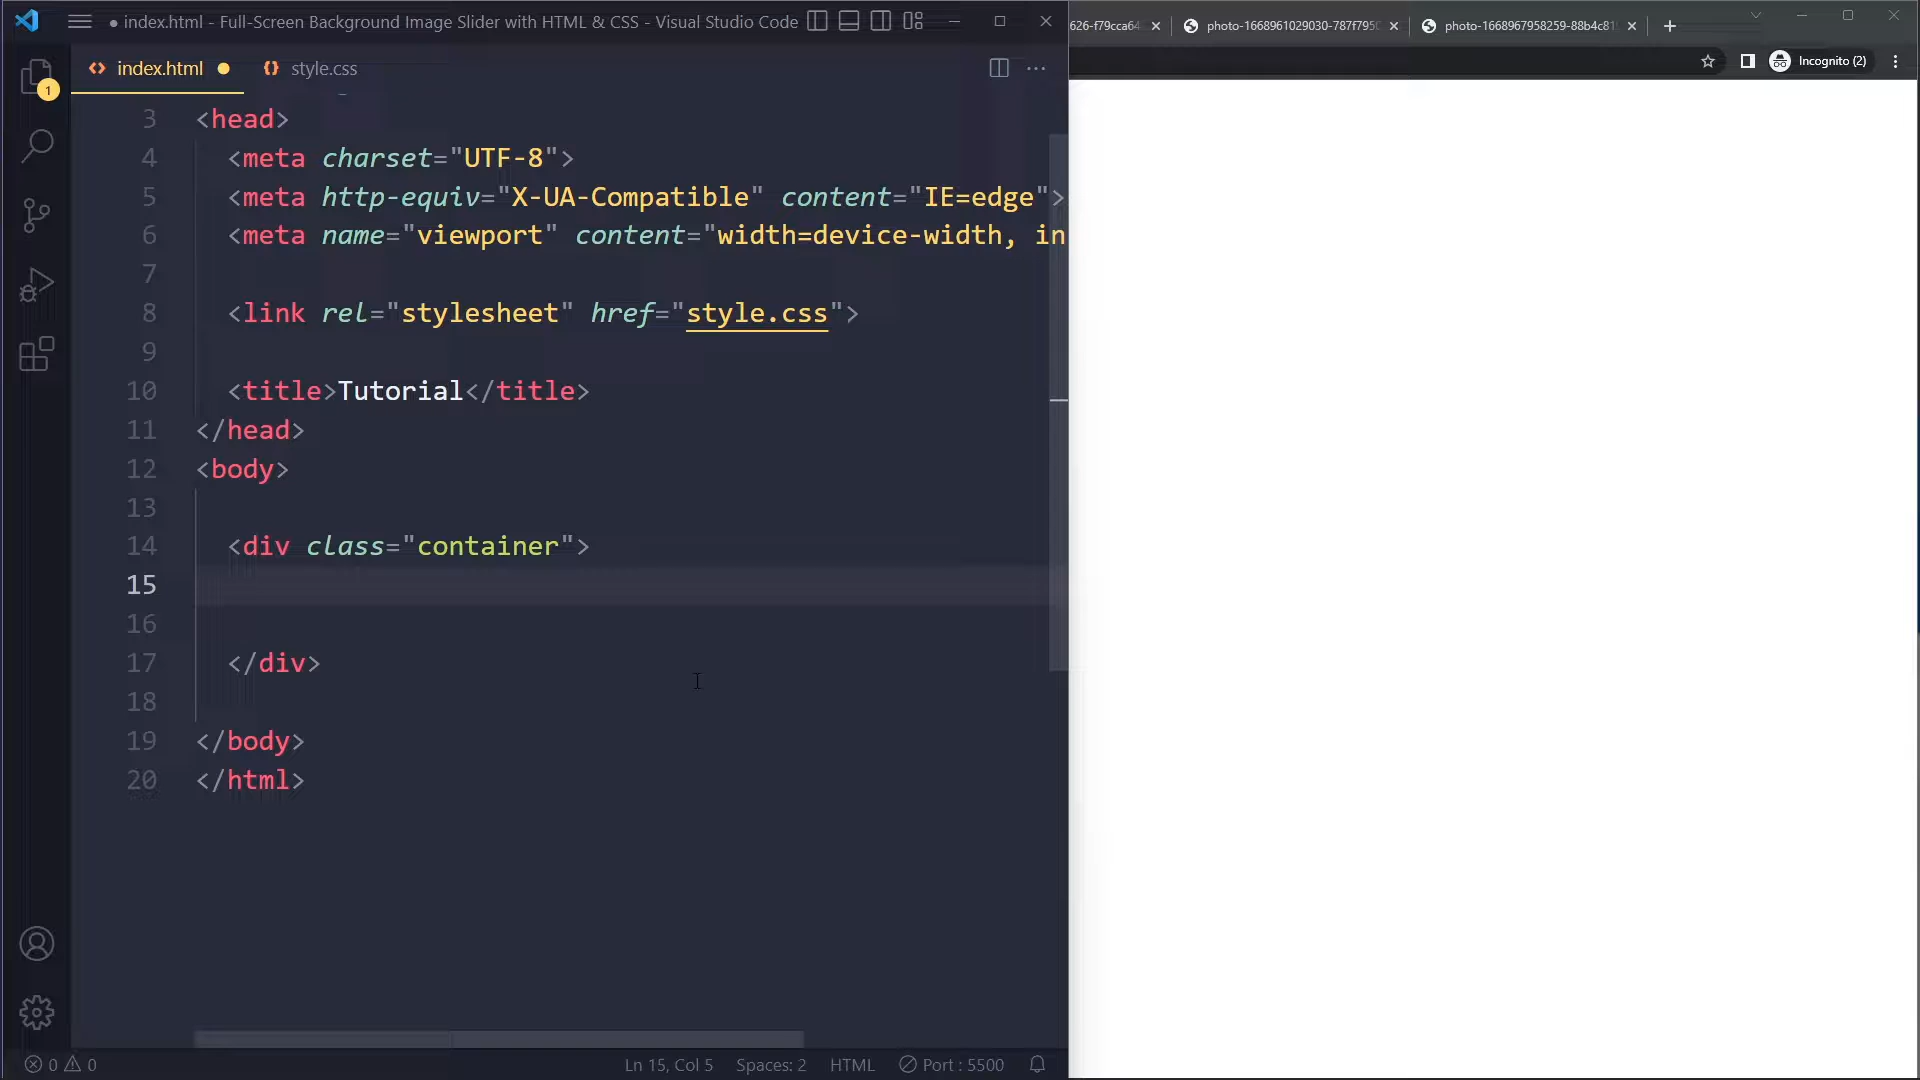 ● index.html - Full-Screen Background Image Slider with HTML & CSS - Visual Studio Code
626-f79cca64
photo-1668961029030-787f795
photo-1668967958259-88b4c81
1
index.html
style.css
Incognito (2)
3 <head>
4 <meta charset="UTF-8">
5 <meta http-equiv="X-UA-Compatible" content="IE=edge">
6 <meta name="viewport" content="width=device-width, in
7
8 <link rel="stylesheet" href="style.css">
9
10 <title>Tutorial</title>
11 </head>
12 <body>
13
14 <div class="container">
15
16
17 </div>
18
19 </body>
20 </html>
0 0
Ln 15, Col 5
Spaces: 2
HTML
Port : 5500